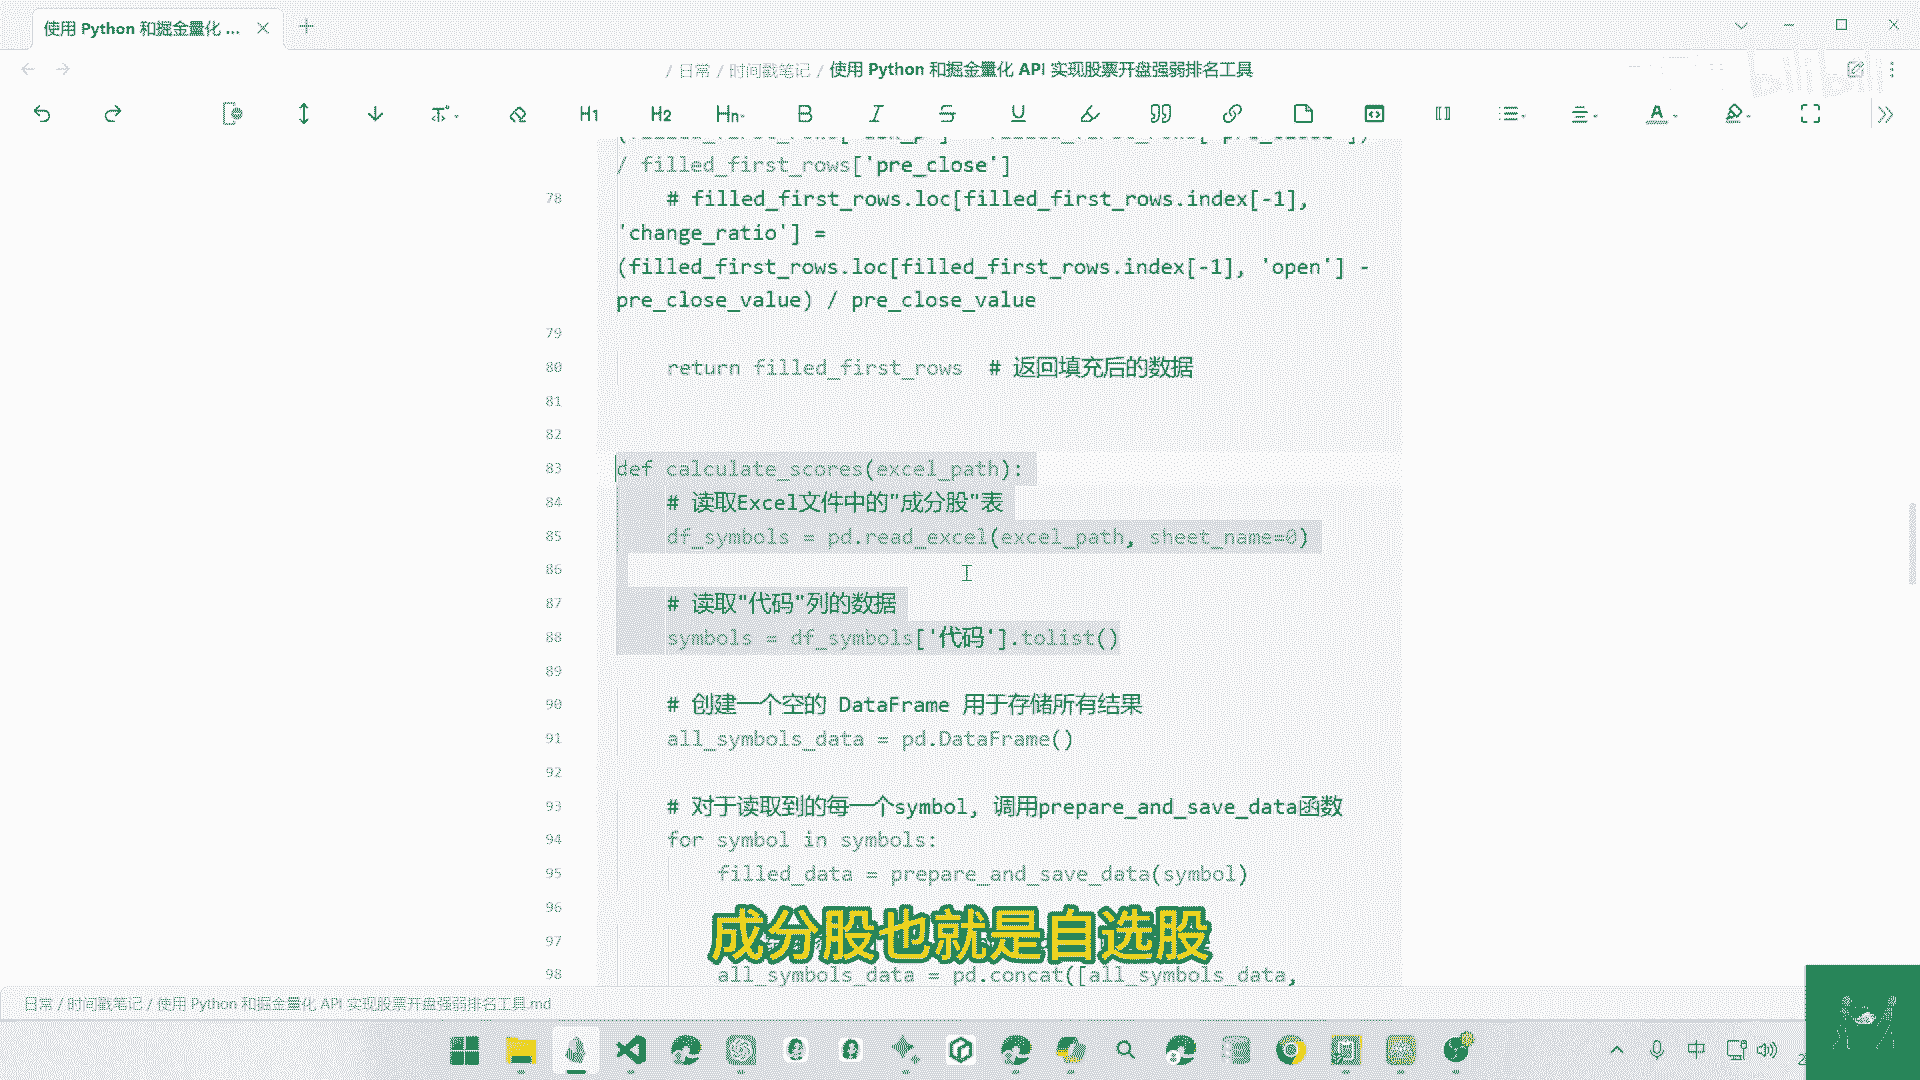 使用 Python 和掘金量化 ...
/ 日常 / 时间戳笔记 / 使用 Python 和掘金量化 API 实现股票开盘强弱排名工具
bilibili
H1 H2 Hn B I S U A
/ filled_first_rows['pre_close']
78 # filled_first_rows.loc[filled_first_rows.index[-1],
'change_ratio'] =
(filled_first_rows.loc[filled_first_rows.index[-1], 'open'] -
pre_close_value) / pre_close_value
79
80 return filled_first_rows # 返回填充后的数据
81
82
83 def calculate_scores(excel_path):
84 # 读取Excel文件中的"成分股"表
85 df_symbols = pd.read_excel(excel_path, sheet_name=0)
86
87 # 读取"代码"列的数据
88 symbols = df_symbols['代码'].tolist()
89
90 # 创建一个空的 DataFrame 用于存储所有结果
91 all_symbols_data = pd.DataFrame()
92
93 # 对于读取到的每一个symbol, 调用prepare_and_save_data函数
94 for symbol in symbols:
95 filled_data = prepare_and_save_data(symbol)
96
97
成分股也就是自选股
98 all_symbols_data = pd.concat([all_symbols_data,
日常 / 时间戳笔记 / 使用 Python 和掘金量化 API 实现股票开盘强弱排名工具.md
中